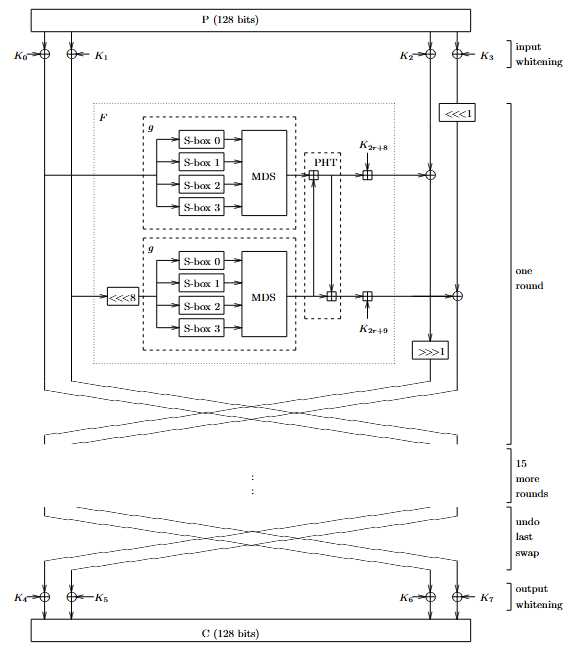 P (128 bits)
K₀ K₁ K₂ K₃
input
whitening
<<<1
F
g
S-box 0
S-box 1
S-box 2
S-box 3
MDS
PHT
K₂ᵣ₊₈
g
S-box 0
S-box 1
S-box 2
S-box 3
MDS
<<<8
K₂ᵣ₊₉
>>>1
one
round
:
:
15
more
rounds
undo
last
swap
K₄ K₅ K₆ K₇
output
whitening
C (128 bits)